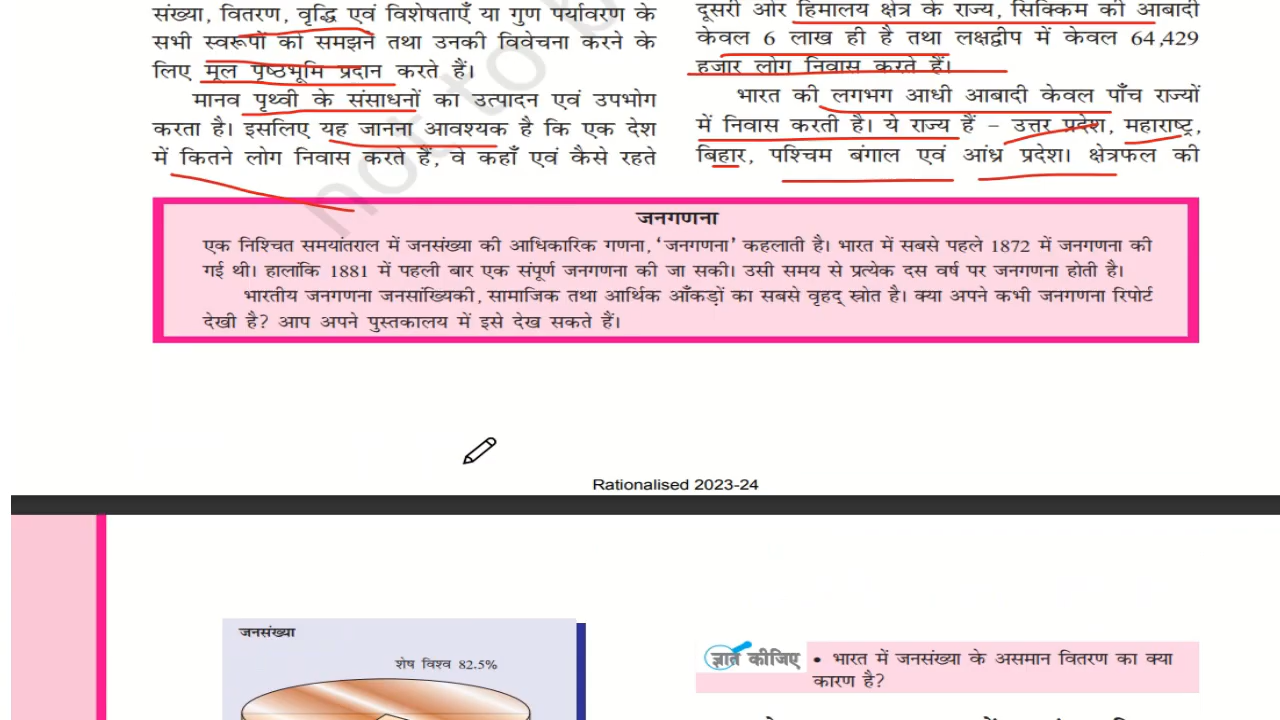 संख्या, वितरण, वृद्धि एवं विशेषताएँ या गुण पर्यावरण के
सभी स्वरूपों को समझने तथा उनकी विवेचना करने के
लिए मूल पृष्ठभूमि प्रदान करते हैं।
मानव पृथ्वी के संसाधनों का उत्पादन एवं उपभोग
करता है। इसलिए यह जानना आवश्यक है कि एक देश
में कितने लोग निवास करते हैं, वे कहाँ एवं कैसे रहते
दूसरी ओर हिमालय क्षेत्र के राज्य, सिक्किम की आबादी
केवल 6 लाख ही है तथा लक्षद्वीप में केवल 64,429
हजार लोग निवास करते हैं।
भारत की लगभग आधी आबादी केवल पाँच राज्यों
में निवास करती है। ये राज्य हैं – उत्तर प्रदेश, महाराष्ट्र,
बिहार, पश्चिम बंगाल एवं आंध्र प्रदेश। क्षेत्रफल की
not to b
जनगणना
एक निश्चित समयांतराल में जनसंख्या की आधिकारिक गणना, ‘जनगणना’ कहलाती है। भारत में सबसे पहले 1872 में जनगणना की
गई थी। हालांकि 1881 में पहली बार एक संपूर्ण जनगणना की जा सकी। उसी समय से प्रत्येक दस वर्ष पर जनगणना होती है।
भारतीय जनगणना जनसांख्यिकी, सामाजिक तथा आर्थिक आँकड़ों का सबसे वृहद् स्रोत है। क्या अपने कभी जनगणना रिपोर्ट
देखी है? आप अपने पुस्तकालय में इसे देख सकते हैं।
Rationalised 2023-24
जनसंख्या
शेष विश्व 82.5%
ज्ञात कीजिए • भारत में जनसंख्या के असमान वितरण का क्या
कारण है?